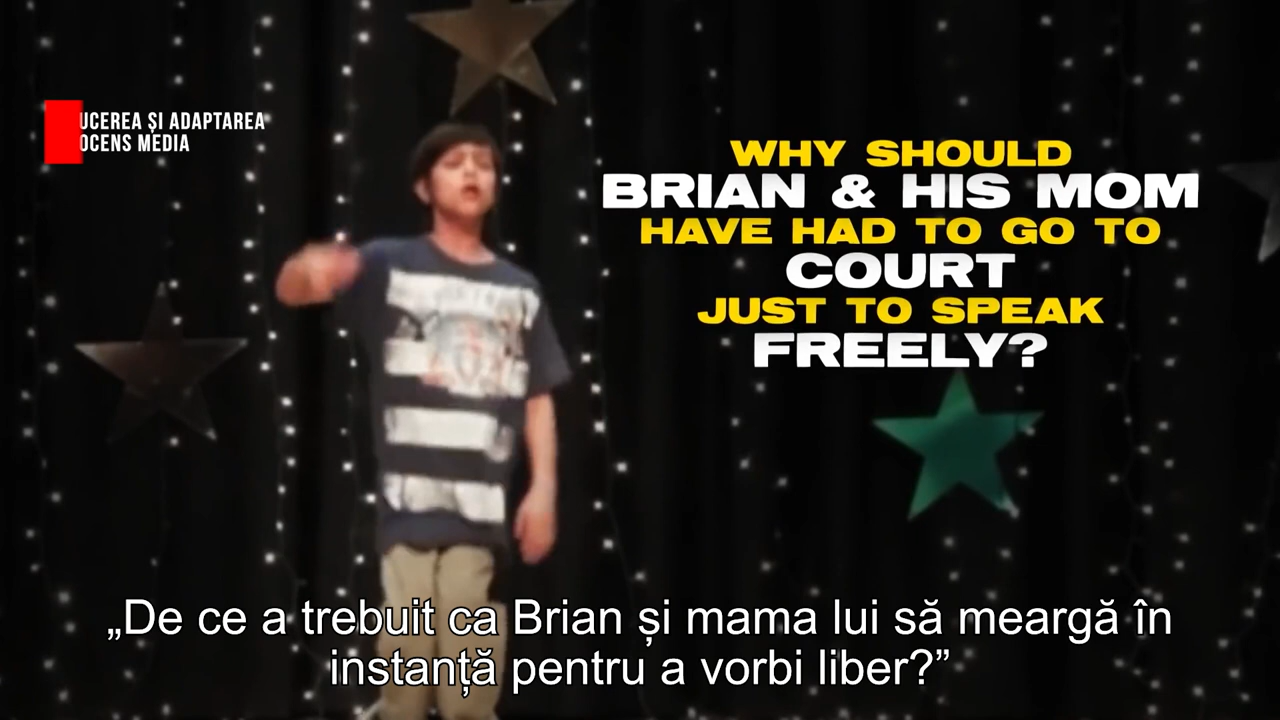 UCEREA ȘI ADAPTAREA
OCENS MEDIA
WHY SHOULD
BRIAN & HIS MOM
HAVE HAD TO GO TO
COURT
JUST TO SPEAK
FREELY?
„De ce a trebuit ca Brian și mama lui să meargă în
instanță pentru a vorbi liber?”